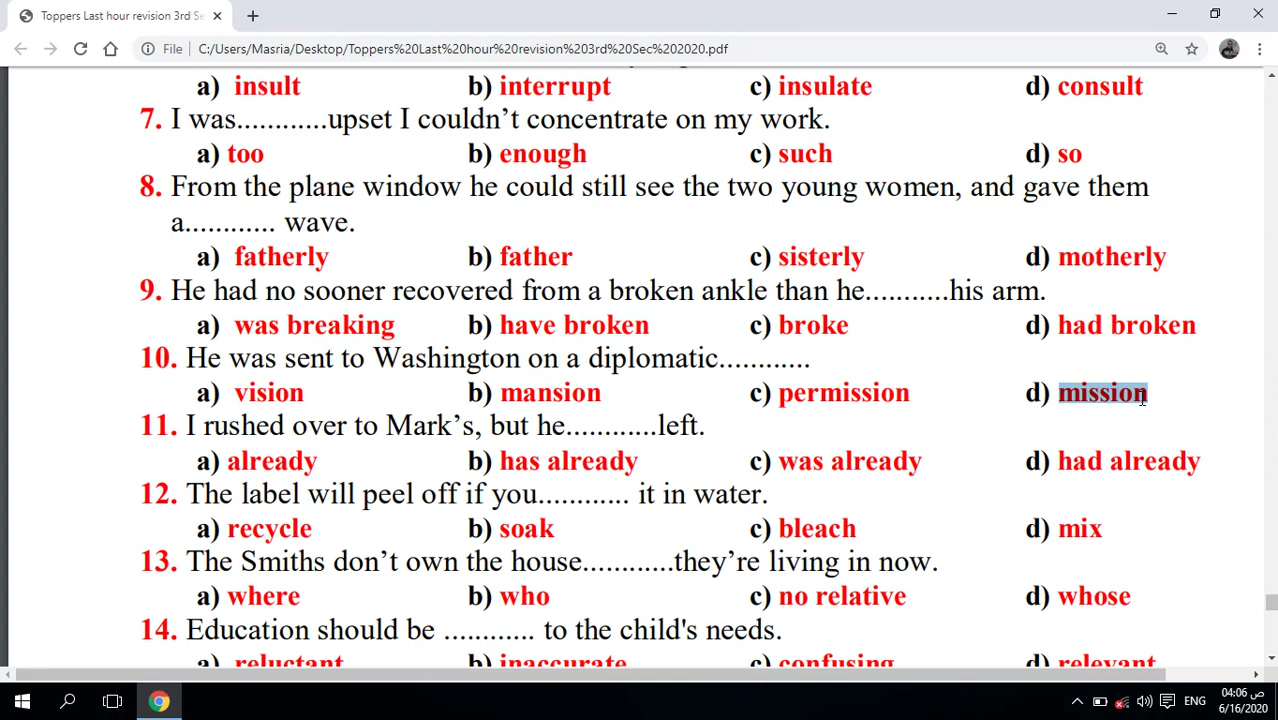 Toppers Last hour revision 3rd Se
File C:/Users/Masria/Desktop/Toppers%20Last%20hour%20revision%203rd%20Sec%202020.pdf
a) insult b) interrupt c) insulate d) consult
7. I was............upset I couldn’t concentrate on my work.
a) too b) enough c) such d) so
8. From the plane window he could still see the two young women, and gave them
a............ wave.
a) fatherly b) father c) sisterly d) motherly
9. He had no sooner recovered from a broken ankle than he...........his arm.
a) was breaking b) have broken c) broke d) had broken
10. He was sent to Washington on a diplomatic............
a) vision b) mansion c) permission d) mission
11. I rushed over to Mark’s, but he............left.
a) already b) has already c) was already d) had already
12. The label will peel off if you............ it in water.
a) recycle b) soak c) bleach d) mix
13. The Smiths don’t own the house............they’re living in now.
a) where b) who c) no relative d) whose
14. Education should be ............ to the child's needs.
a) reluctant b) inaccurate c) confusing d) relevant
ENG
04:06 ص
6/16/2020